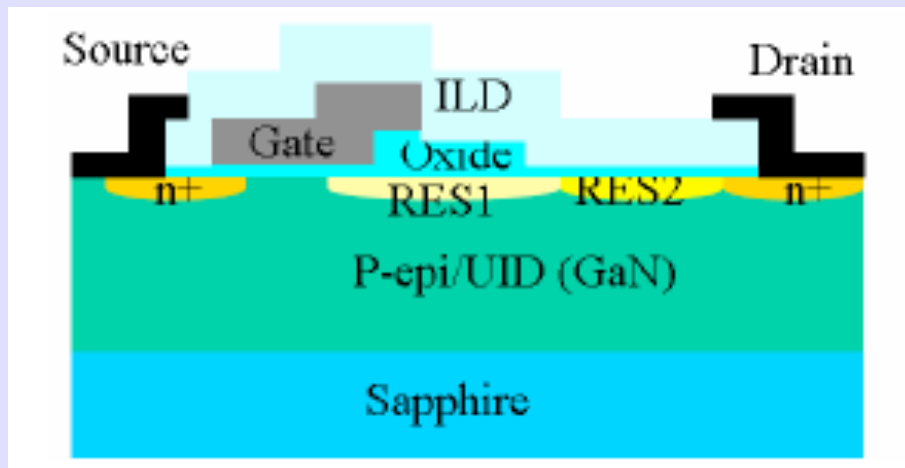 Source
Drain
ILD
Gate
Oxide
n+
RES1
RES2
n+
P-epi/UID (GaN)
Sapphire